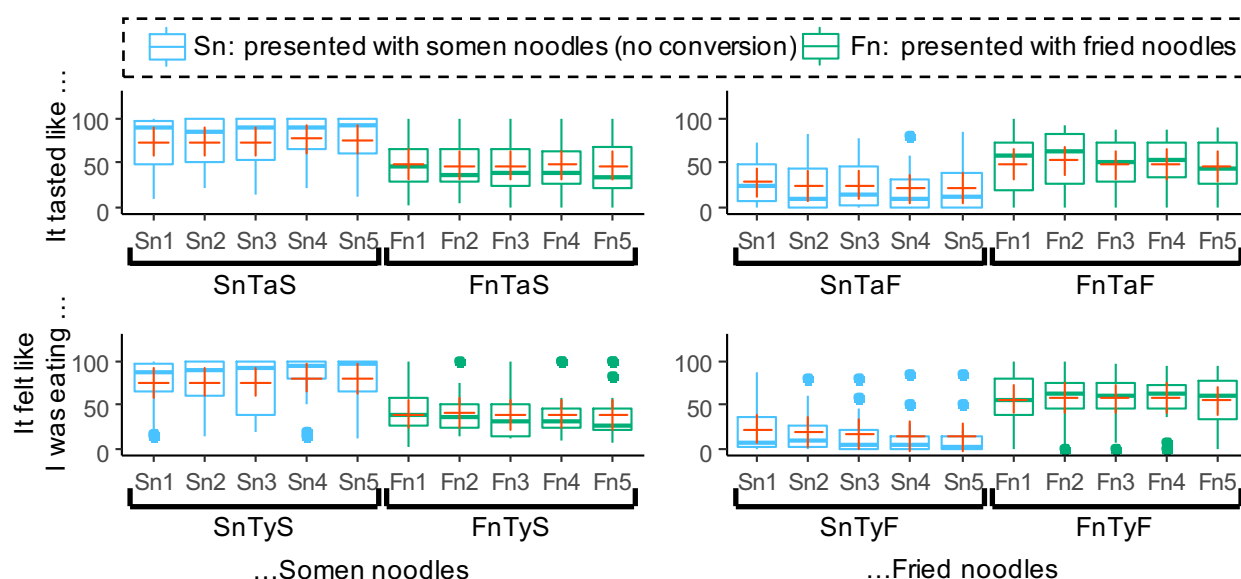 Sn: presented with somen noodles (no conversion) Fn: presented with fried noodles
It tasted like …
100
50
0
Sn1 Sn2 Sn3 Sn4 Sn5 Fn1 Fn2 Fn3 Fn4 Fn5
SnTaS FnTaS
100
50
0
Sn1 Sn2 Sn3 Sn4 Sn5 Fn1 Fn2 Fn3 Fn4 Fn5
SnTaF FnTaF
It felt like
I was eating …
100
50
0
Sn1 Sn2 Sn3 Sn4 Sn5 Fn1 Fn2 Fn3 Fn4 Fn5
SnTyS FnTyS
100
50
0
Sn1 Sn2 Sn3 Sn4 Sn5 Fn1 Fn2 Fn3 Fn4 Fn5
SnTyF FnTyF
…Somen noodles
…Fried noodles